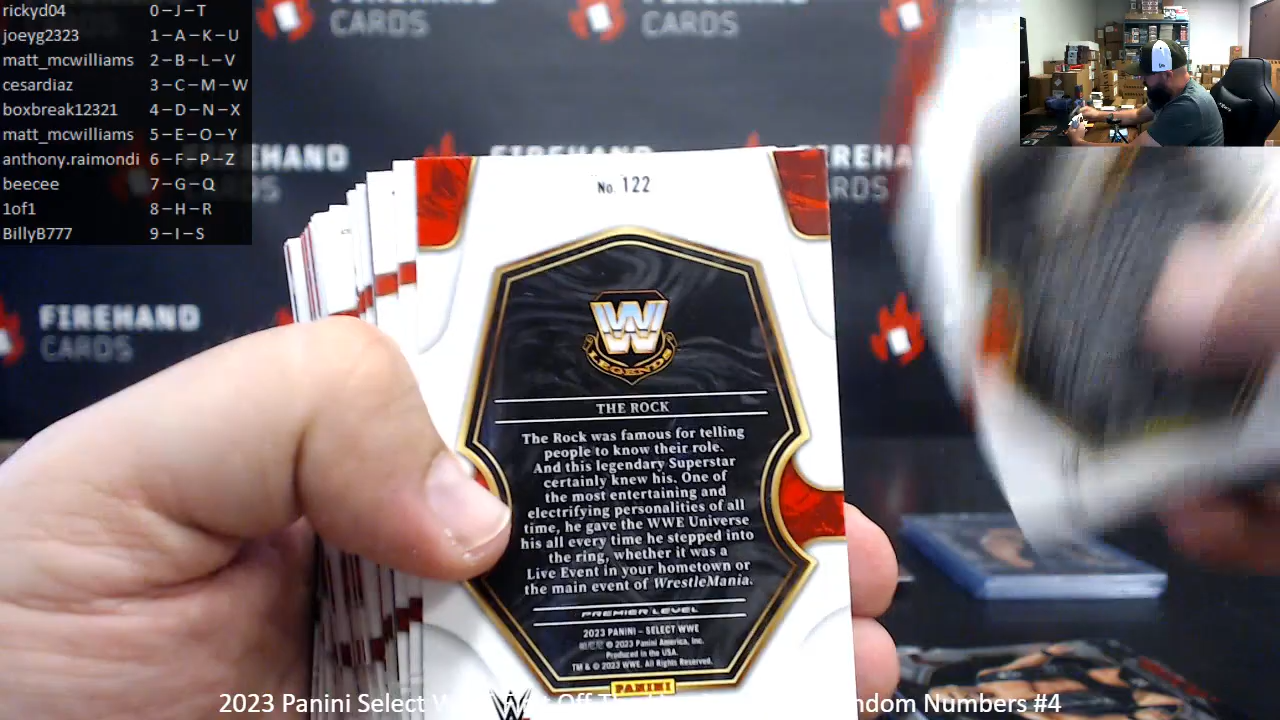 rickyd04 0–J–T
joeyg2323 1–A–K–U
matt_mcwilliams 2–B–L–V
cesardiaz 3–C–M–W
boxbreak12321 4–D–N–X
matt_mcwilliams 5–E–O–Y
anthony.raimondi 6–F–P–Z
beecee 7–G–Q
1of1 8–H–R
BillyB777 9–I–S
CARDS
CARDS
CARDS
FIREHAND
CARDS
FIREHAND
CARDS
No. 122
W
LEGENDS
THE ROCK
The Rock was famous for telling
people to know their role.
And this legendary Superstar
certainly knew his. One of
the most entertaining and
electrifying personalities of all
time, he gave the WWE Universe
his all every time he stepped into
the ring, whether it was a
Live Event in your hometown or
the main event of WrestleMania.
PREMIER LEVEL
2023 PANINI – SELECT WWE
© 2023 Panini America, Inc.
Produced in the USA.
TM & © 2023 WWE. All Rights Reserved.
PANINI
2023 Panini Select Off Numbers #4